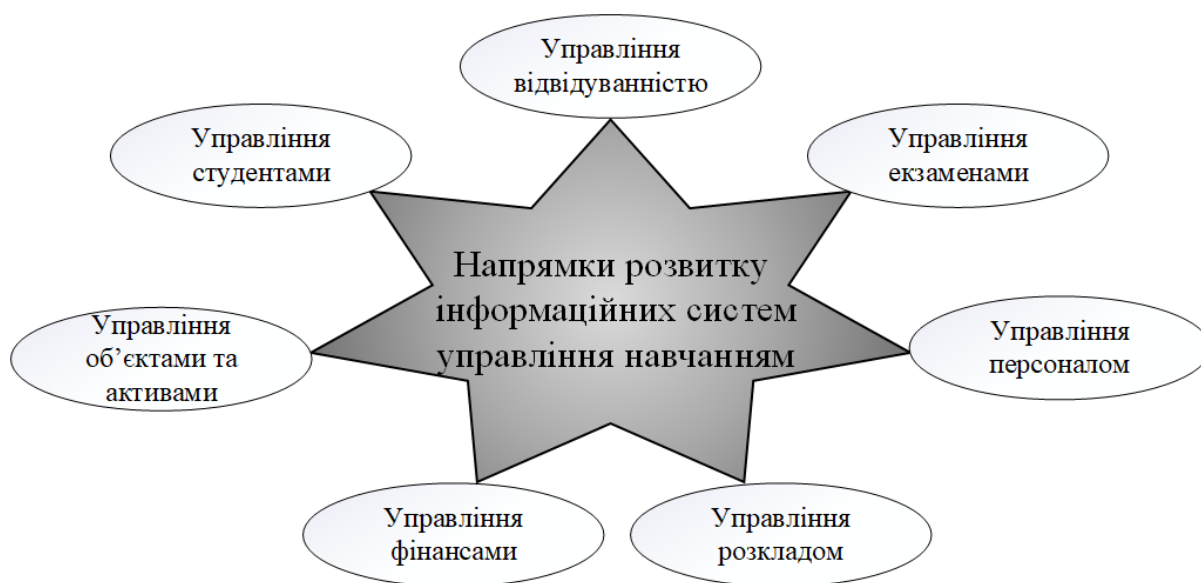 Управління
відвідуванністю
Управління
студентами
Управління
екзаменами
Напрямки розвитку
інформаційних систем
управління навчанням
Управління
об’єктами та
активами
Управління
персоналом
Управління
фінансами
Управління
розкладом